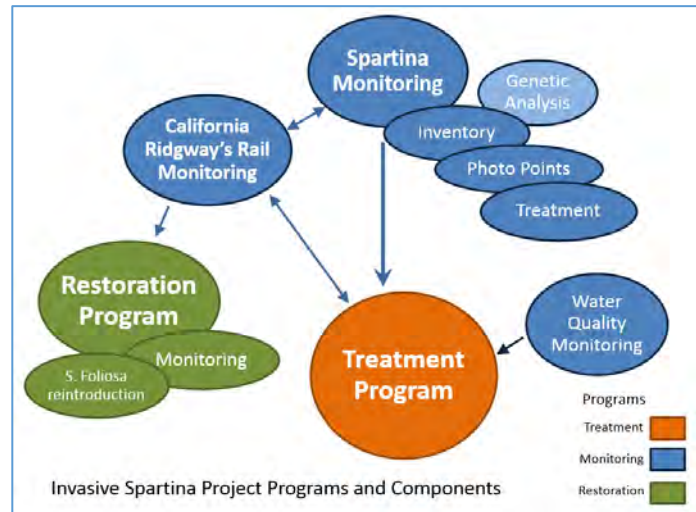 Spartina
Monitoring
Genetic
Analysis
California
Ridgway's Rail
Monitoring
Inventory
Photo Points
Treatment
Restoration
Program
Monitoring
S. Foliosa
reintroduction
Treatment
Program
Water
Quality
Monitoring
Programs
Treatment
Monitoring
Restoration
Invasive Spartina Project Programs and Components